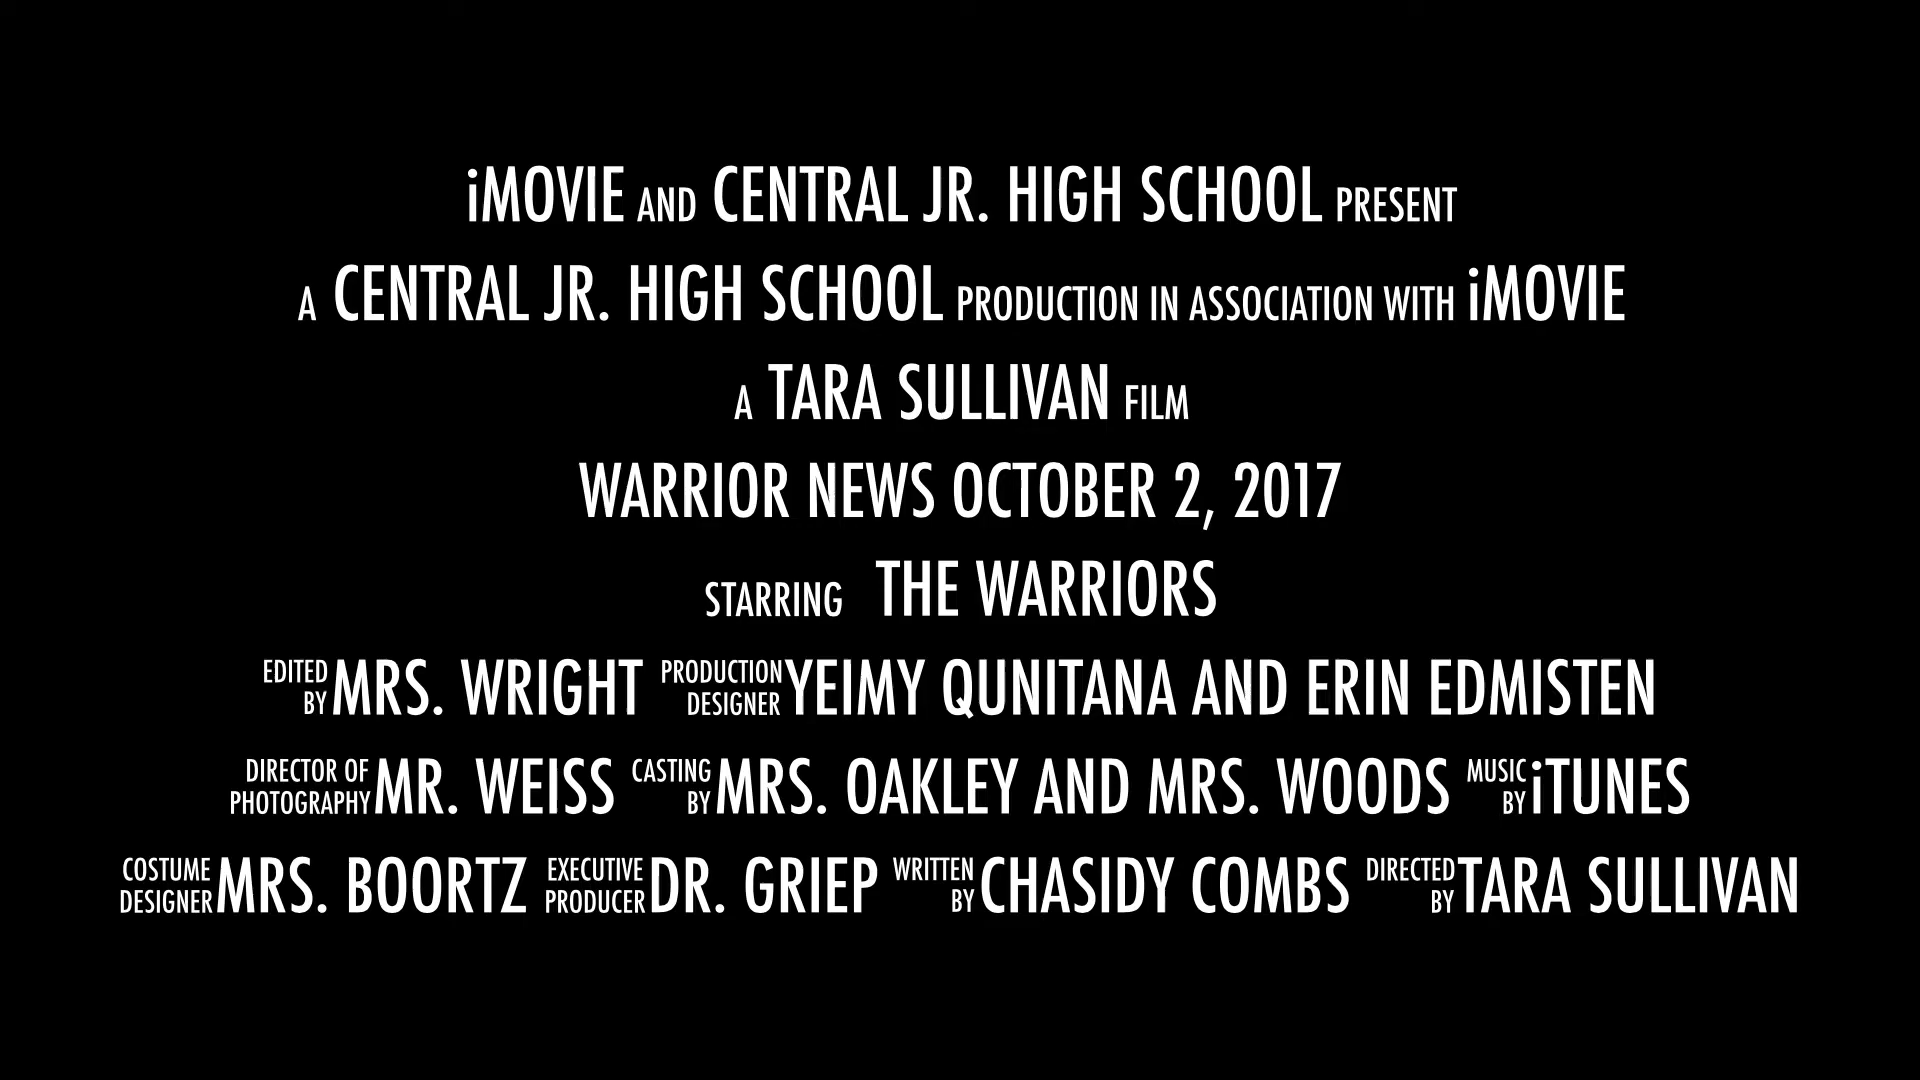 iMOVIE AND CENTRAL JR. HIGH SCHOOL PRESENT
A CENTRAL JR. HIGH SCHOOL PRODUCTION IN ASSOCIATION WITH iMOVIE
A TARA SULLIVAN FILM
WARRIOR NEWS OCTOBER 2, 2017
STARRING THE WARRIORS
EDITED BY MRS. WRIGHT PRODUCTION DESIGNER YEIMY QUNITANA AND ERIN EDMISTEN
DIRECTOR OF PHOTOGRAPHY MR. WEISS CASTING BY MRS. OAKLEY AND MRS. WOODS MUSIC BY iTUNES
COSTUME DESIGNER MRS. BOORTZ EXECUTIVE PRODUCER DR. GRIEP WRITTEN BY CHASIDY COMBS DIRECTED BY TARA SULLIVAN